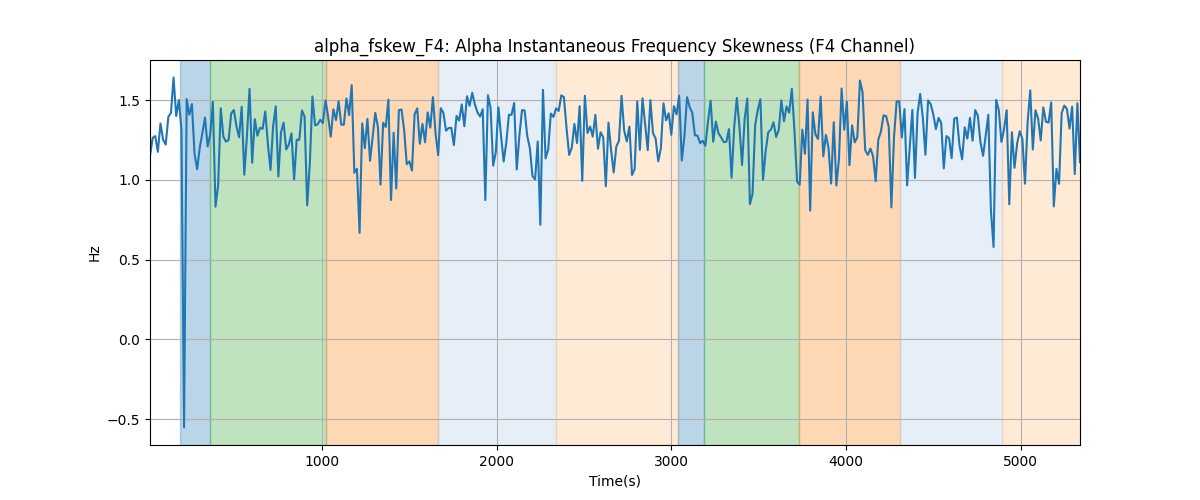 alpha_fskew_F4: Alpha Instantaneous Frequency Skewness (F4 Channel)
Hz
1.5
1.0
0.5
0.0
−0.5
1000 2000 3000 4000 5000
Time(s)